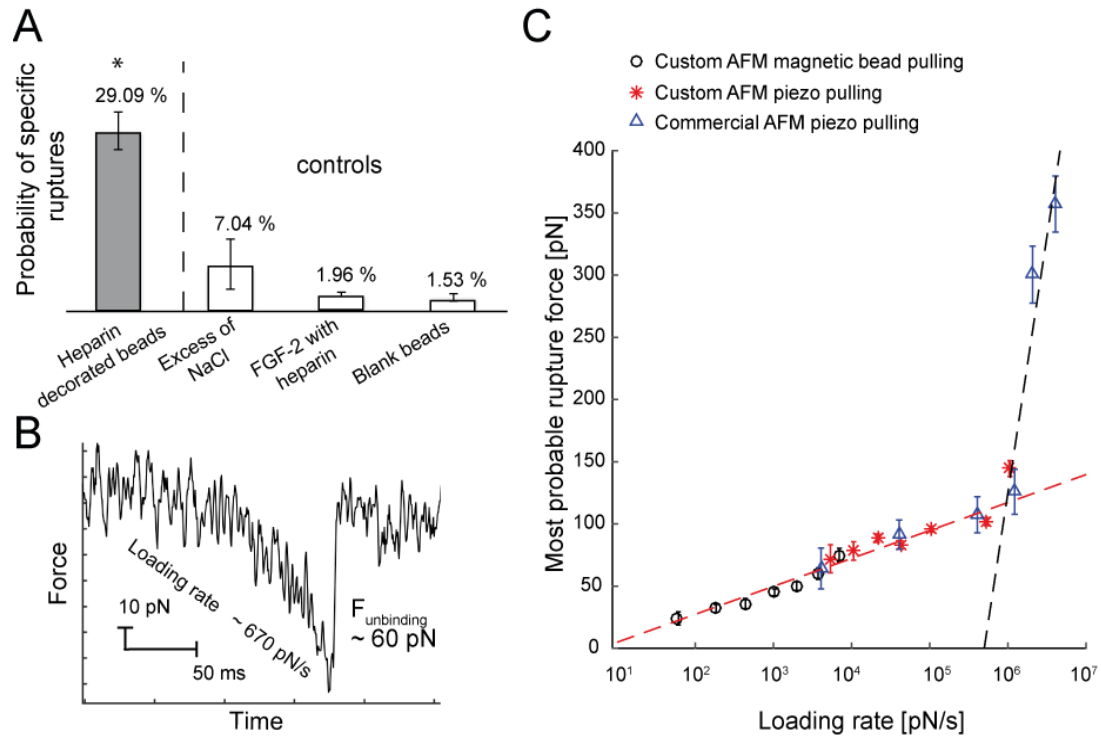 A
Probability of specific
ruptures
*
29.09 %
7.04 %
1.96 %
1.53 %
controls
Heparin
decorated beads
Excess of
NaCl
FGF-2 with
heparin
Blank beads
B
Force
Loading rate ~ 670 pN/s
10 pN
50 ms
Funbinding
~ 60 pN
Time
C
Custom AFM magnetic bead pulling
Custom AFM piezo pulling
Commercial AFM piezo pulling
Most probable rupture force [pN]
400
350
300
250
200
150
100
50
0
10¹ 10² 10³ 10⁴ 10⁵ 10⁶ 10⁷
Loading rate [pN/s]